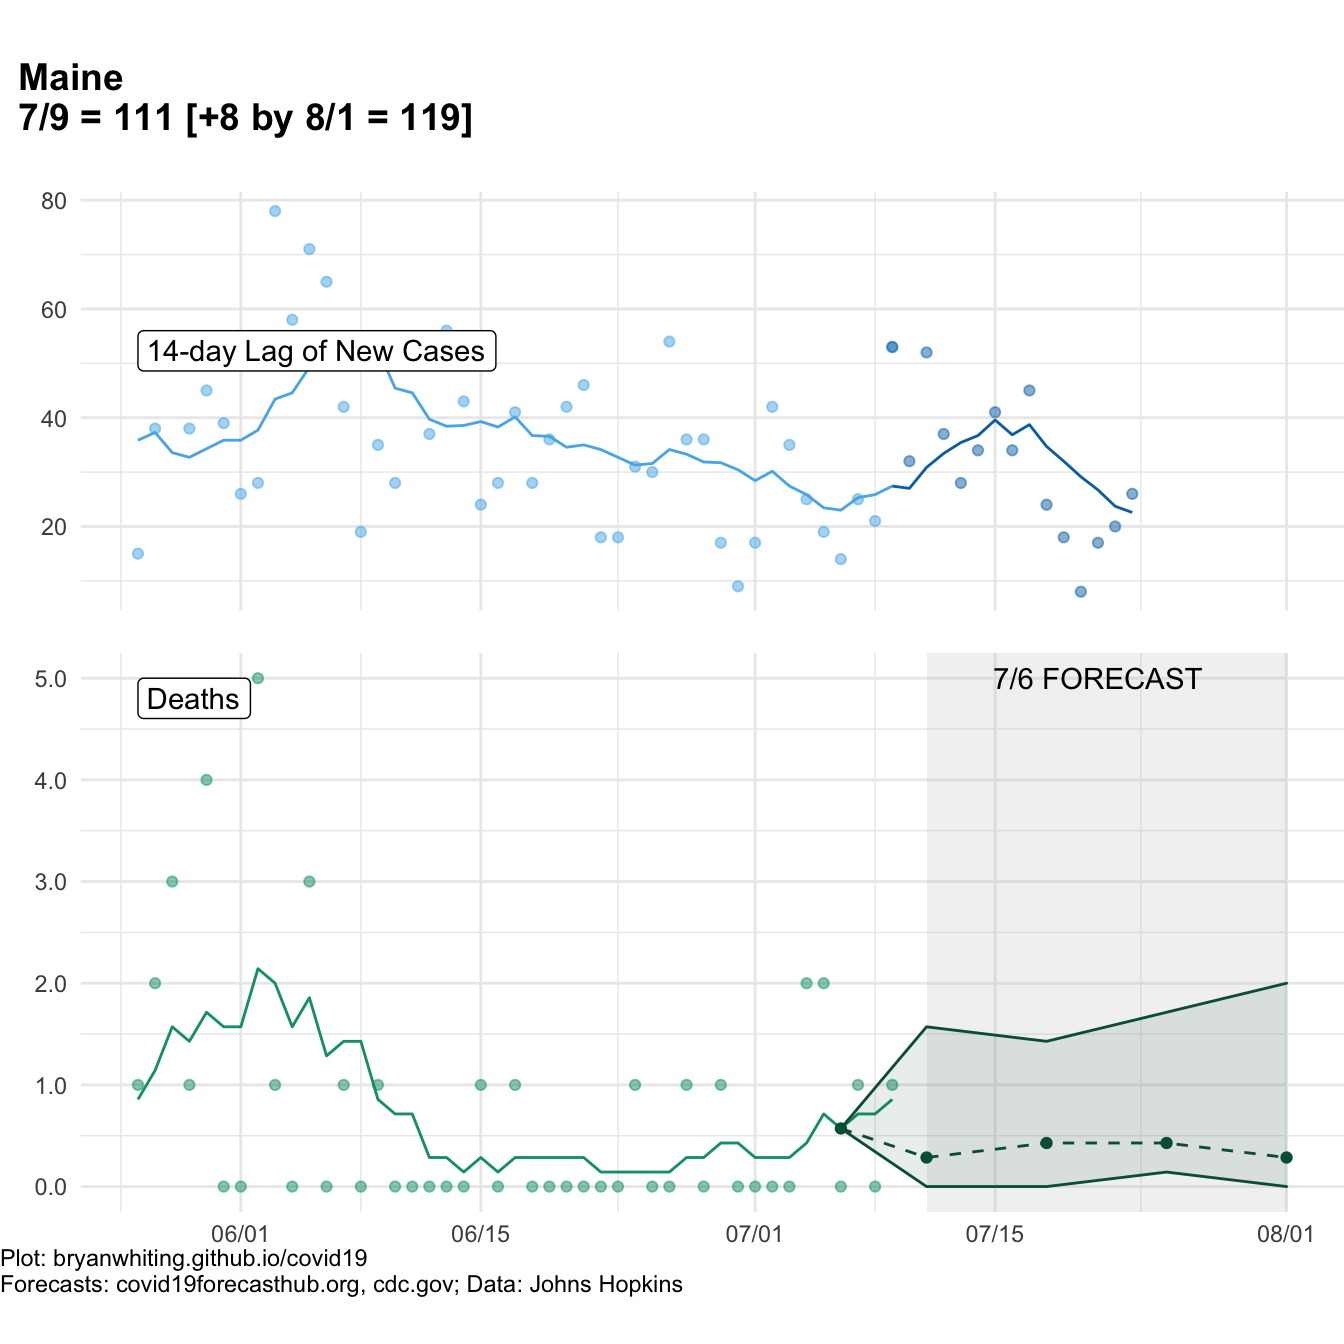 Maine
7/9 = 111 [+8 by 8/1 = 119]
80
60
40
20
14-day Lag of New Cases
5.0
4.0
3.0
2.0
1.0
0.0
Deaths
7/6 FORECAST
06/01 06/15 07/01 07/15 08/01
Plot: bryanwhiting.github.io/covid19
Forecasts: covid19forecasthub.org, cdc.gov; Data: Johns Hopkins